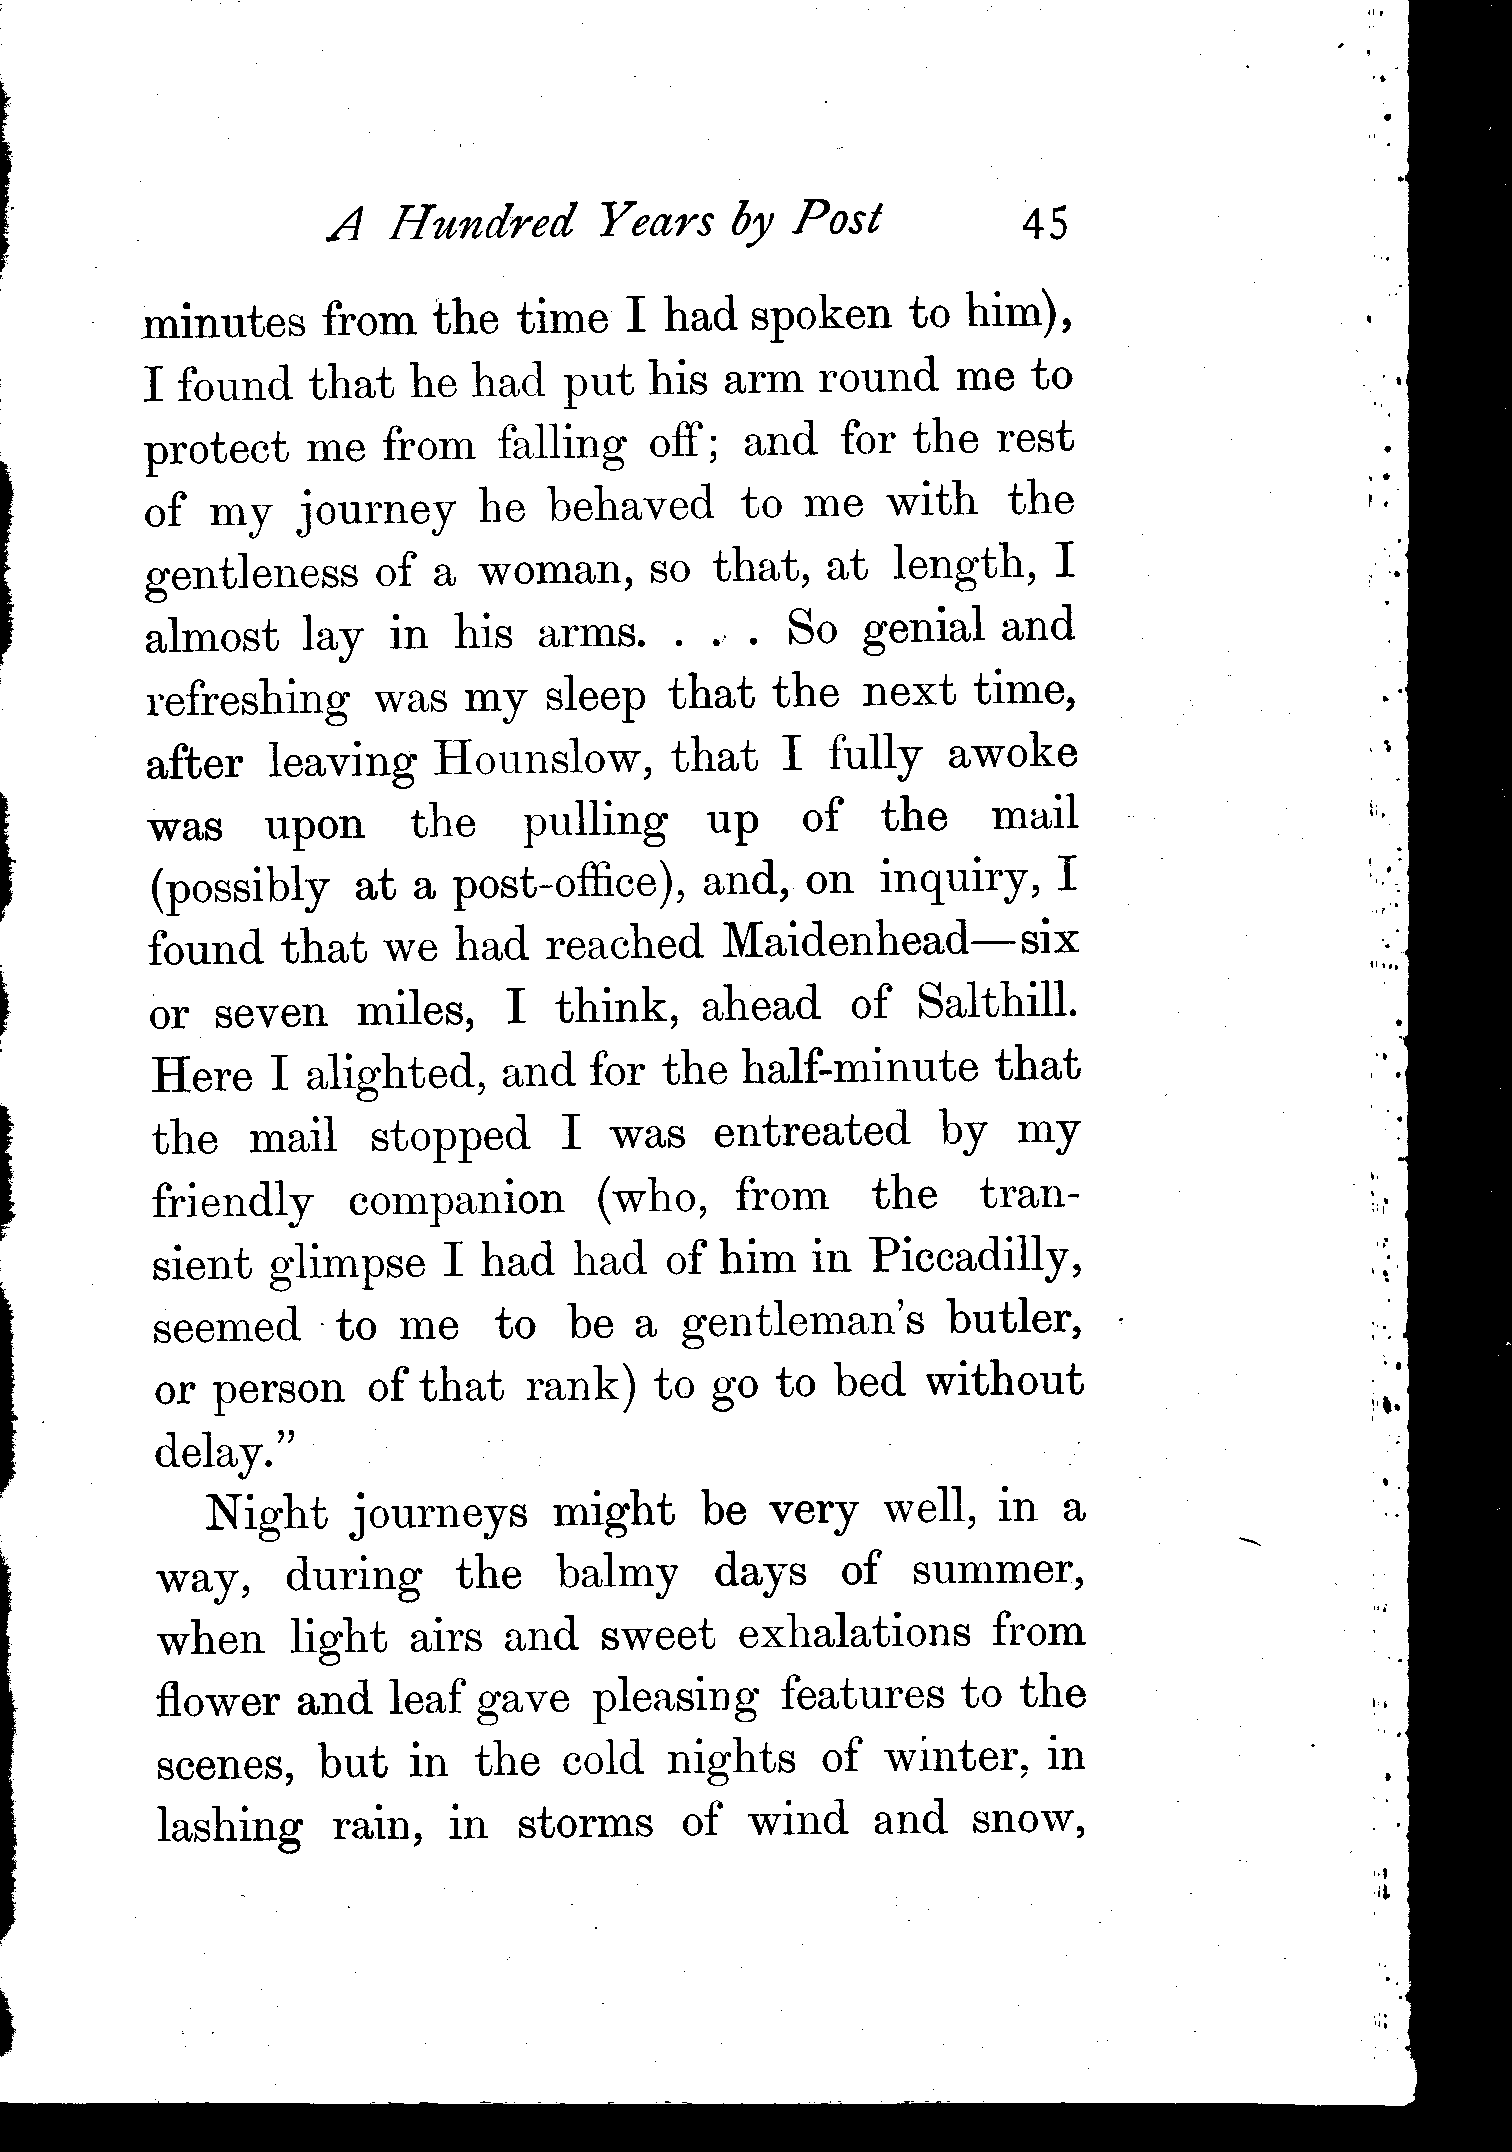 A Hundred Years by Post 45
minutes from the time I had spoken to him),
I found that he had put his arm round me to
protect me from falling off; and for the rest
of my journey he behaved to me with the
gentleness of a woman, so that, at length, I
almost lay in his arms. . . . So genial and
refreshing was my sleep that the next time,
after leaving Hounslow, that I fully awoke
was upon the pulling up of the mail
(possibly at a post-office), and, on inquiry, I
found that we had reached Maidenhead—six
or seven miles, I think, ahead of Salthill.
Here I alighted, and for the half-minute that
the mail stopped I was entreated by my
friendly companion (who, from the tran-
sient glimpse I had had of him in Piccadilly,
seemed to me to be a gentleman's butler,
or person of that rank) to go to bed without
delay."
Night journeys might be very well, in a
way, during the balmy days of summer,
when light airs and sweet exhalations from
flower and leaf gave pleasing features to the
scenes, but in the cold nights of winter, in
lashing rain, in storms of wind and snow,